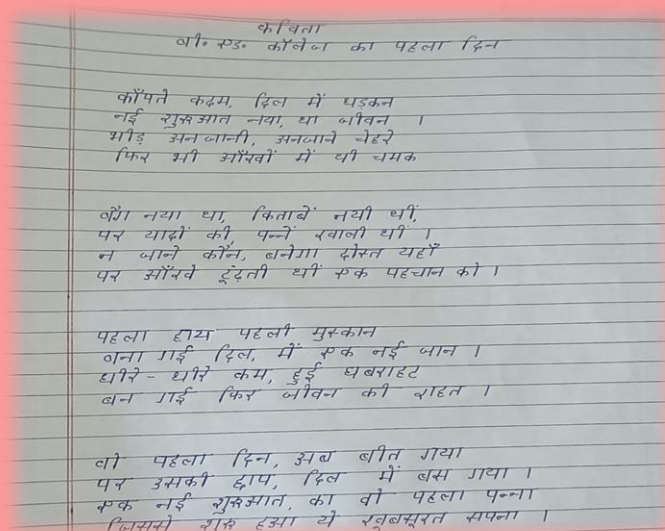 कविता
बी० एड० कॉलेज का पहला दिन
काँपते कदम, दिल में धड़कन
नई शुरूआत नया, था जीवन ।
भीड़ अनजानी, अनजाने चेहरे
फिर भी आँखों में थी चमक
बैग नया था, किताबें नयी थीं,
पर यादों की, पन्नें खाली थीं ।
न जाने कौन, बनेगा दोस्त यहाँ
पर आँखे ढूंढ़ती थीं एक पहचान को ।
पहला हाय पहली मुस्कान
बना गई दिल, में एक नई जान ।
धीरे - धीरे कम, हुई घबराहट
बन गई फिर जीवन की राहत ।
वो पहला दिन, अब बीत गया
पर उसकी छाप, दिल में बस गया ।
एक नई शुरूआत, का वो पहला पन्ना
जिससे शुरू हुआ ये खूबसूरत सपना ।